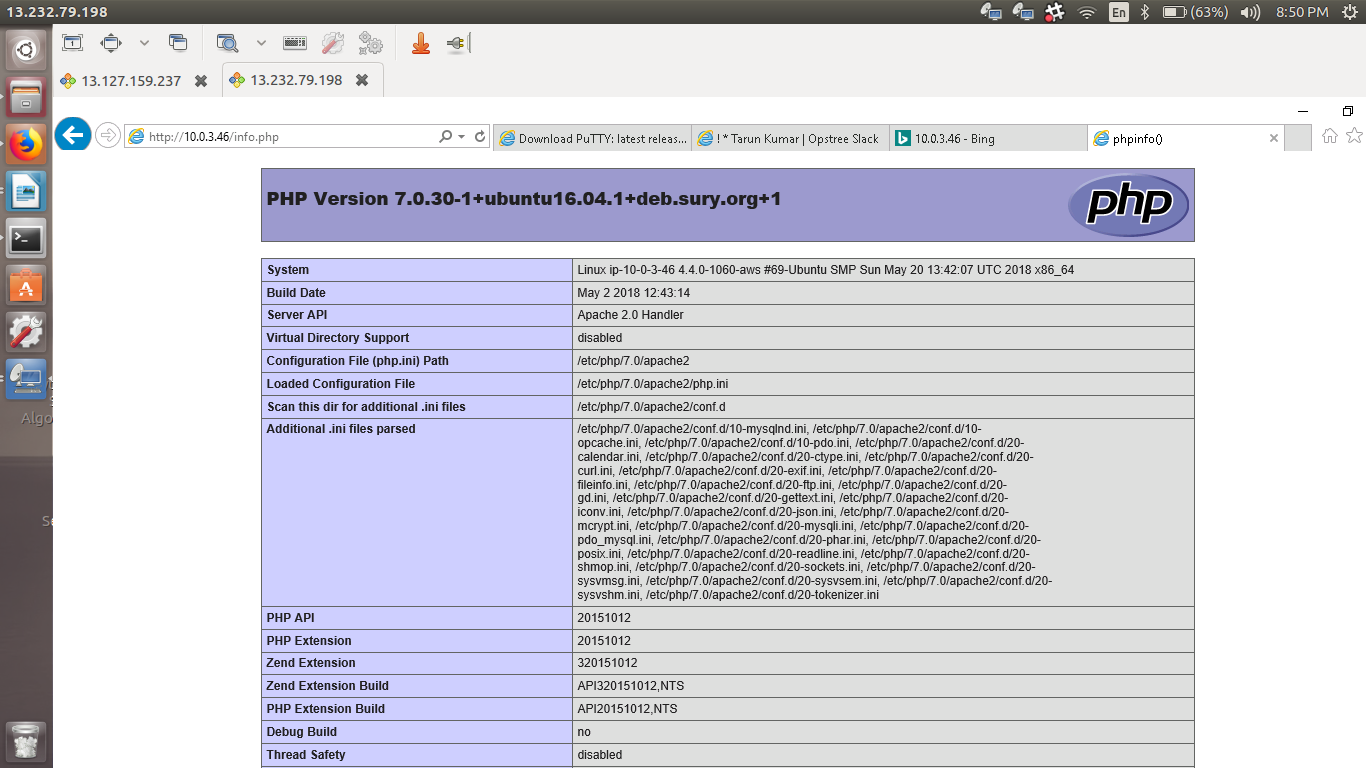 13.232.79.198
En
(63%)
8:50 PM
13.127.159.237
13.232.79.198
http://10.0.3.46/info.php
Download PuTTY: latest releas...
! * Tarun Kumar | Opstree Slack
10.0.3.46 - Bing
phpinfo()
PHP Version 7.0.30-1+ubuntu16.04.1+deb.sury.org+1
php
System Linux ip-10-0-3-46 4.4.0-1060-aws #69-Ubuntu SMP Sun May 20 13:42:07 UTC 2018 x86_64
Build Date May 2 2018 12:43:14
Server API Apache 2.0 Handler
Virtual Directory Support disabled
Configuration File (php.ini) Path /etc/php/7.0/apache2
Loaded Configuration File /etc/php/7.0/apache2/php.ini
Scan this dir for additional .ini files /etc/php/7.0/apache2/conf.d
Additional .ini files parsed /etc/php/7.0/apache2/conf.d/10-mysqlnd.ini, /etc/php/7.0/apache2/conf.d/10-
opcache.ini, /etc/php/7.0/apache2/conf.d/10-pdo.ini, /etc/php/7.0/apache2/conf.d/20-
calendar.ini, /etc/php/7.0/apache2/conf.d/20-ctype.ini, /etc/php/7.0/apache2/conf.d/20-
curl.ini, /etc/php/7.0/apache2/conf.d/20-exif.ini, /etc/php/7.0/apache2/conf.d/20-
fileinfo.ini, /etc/php/7.0/apache2/conf.d/20-ftp.ini, /etc/php/7.0/apache2/conf.d/20-
gd.ini, /etc/php/7.0/apache2/conf.d/20-gettext.ini, /etc/php/7.0/apache2/conf.d/20-
iconv.ini, /etc/php/7.0/apache2/conf.d/20-json.ini, /etc/php/7.0/apache2/conf.d/20-
mcrypt.ini, /etc/php/7.0/apache2/conf.d/20-mysqli.ini, /etc/php/7.0/apache2/conf.d/20-
pdo_mysql.ini, /etc/php/7.0/apache2/conf.d/20-phar.ini, /etc/php/7.0/apache2/conf.d/20-
posix.ini, /etc/php/7.0/apache2/conf.d/20-readline.ini, /etc/php/7.0/apache2/conf.d/20-
shmop.ini, /etc/php/7.0/apache2/conf.d/20-sockets.ini, /etc/php/7.0/apache2/conf.d/20-
sysvmsg.ini, /etc/php/7.0/apache2/conf.d/20-sysvsem.ini, /etc/php/7.0/apache2/conf.d/20-
sysvshm.ini, /etc/php/7.0/apache2/conf.d/20-tokenizer.ini
PHP API 20151012
PHP Extension 20151012
Zend Extension 320151012
Zend Extension Build API320151012,NTS
PHP Extension Build API20151012,NTS
Debug Build no
Thread Safety disabled
Algo